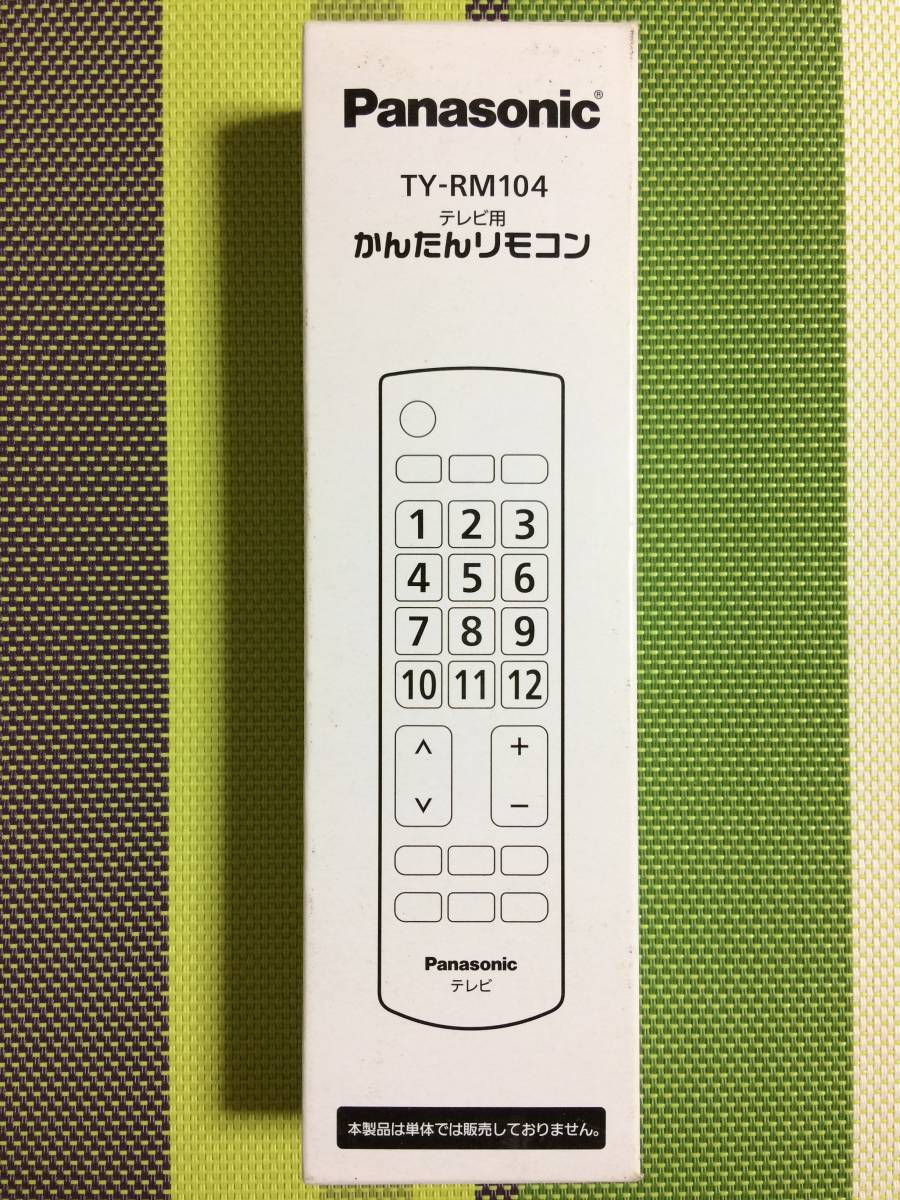 Panasonic®
TY-RM104
テレビ用
かんたんリモコン
1 2 3
4 5 6
7 8 9
10 11 12
∧ +
∨ −
Panasonic
テレビ
本製品は単体では販売しておりません。